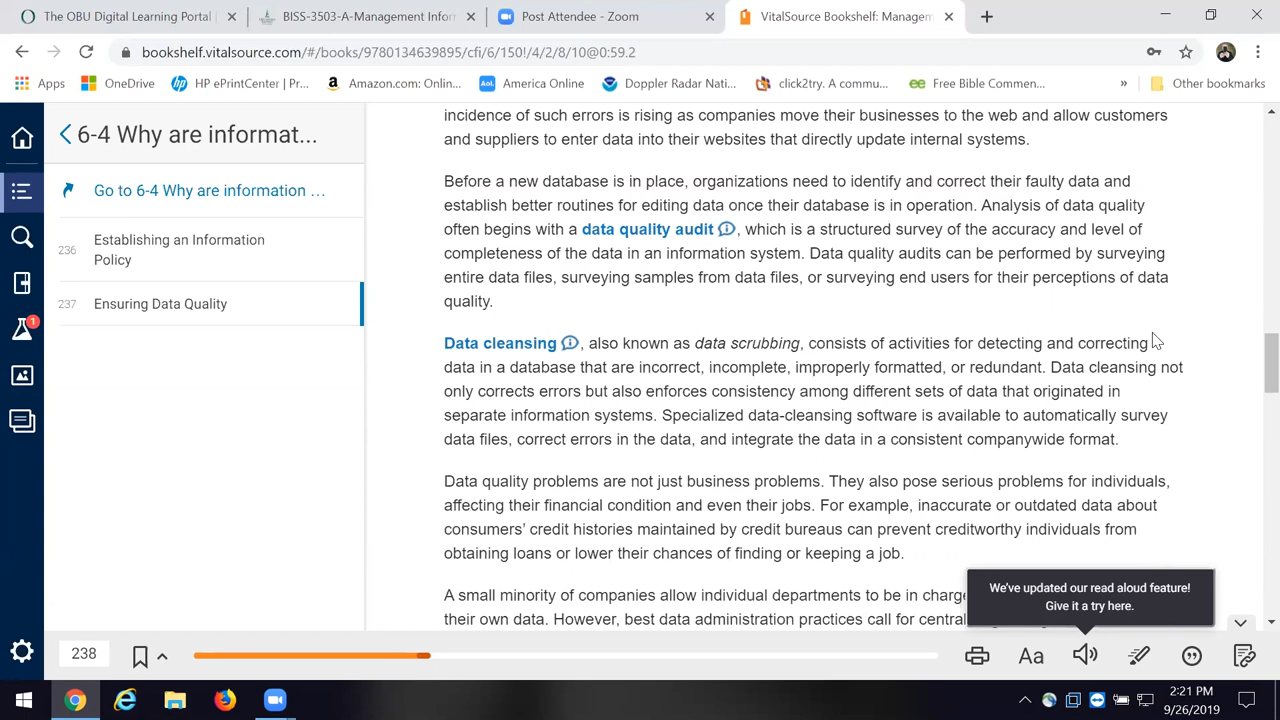 The OBU Digital Learning Portal
BISS-3503-A-Management Infor
Post Attendee - Zoom
VitalSource Bookshelf: Managem
bookshelf.vitalsource.com/#/books/9780134639895/cfi/6/150!/4/2/8/10@0:59.2
Apps
OneDrive
HP ePrintCenter | Pr...
Amazon.com: Onlin...
America Online
Doppler Radar Nati...
click2try. A commu...
Free Bible Commen...
»
Other bookmarks
6-4 Why are informat...
Go to 6-4 Why are information ...
236 Establishing an Information
Policy
237 Ensuring Data Quality
incidence of such errors is rising as companies move their businesses to the web and allow customers
and suppliers to enter data into their websites that directly update internal systems.
Before a new database is in place, organizations need to identify and correct their faulty data and
establish better routines for editing data once their database is in operation. Analysis of data quality
often begins with a data quality audit, which is a structured survey of the accuracy and level of
completeness of the data in an information system. Data quality audits can be performed by surveying
entire data files, surveying samples from data files, or surveying end users for their perceptions of data
quality.
Data cleansing, also known as data scrubbing, consists of activities for detecting and correcting
data in a database that are incorrect, incomplete, improperly formatted, or redundant. Data cleansing not
only corrects errors but also enforces consistency among different sets of data that originated in
separate information systems. Specialized data-cleansing software is available to automatically survey
data files, correct errors in the data, and integrate the data in a consistent companywide format.
Data quality problems are not just business problems. They also pose serious problems for individuals,
affecting their financial condition and even their jobs. For example, inaccurate or outdated data about
consumers' credit histories maintained by credit bureaus can prevent creditworthy individuals from
obtaining loans or lower their chances of finding or keeping a job.
A small minority of companies allow individual departments to be in charge
their own data. However, best data administration practices call for
We've updated our read aloud feature!
Give it a try here.
1
238
Aa
2:21 PM
9/26/2019